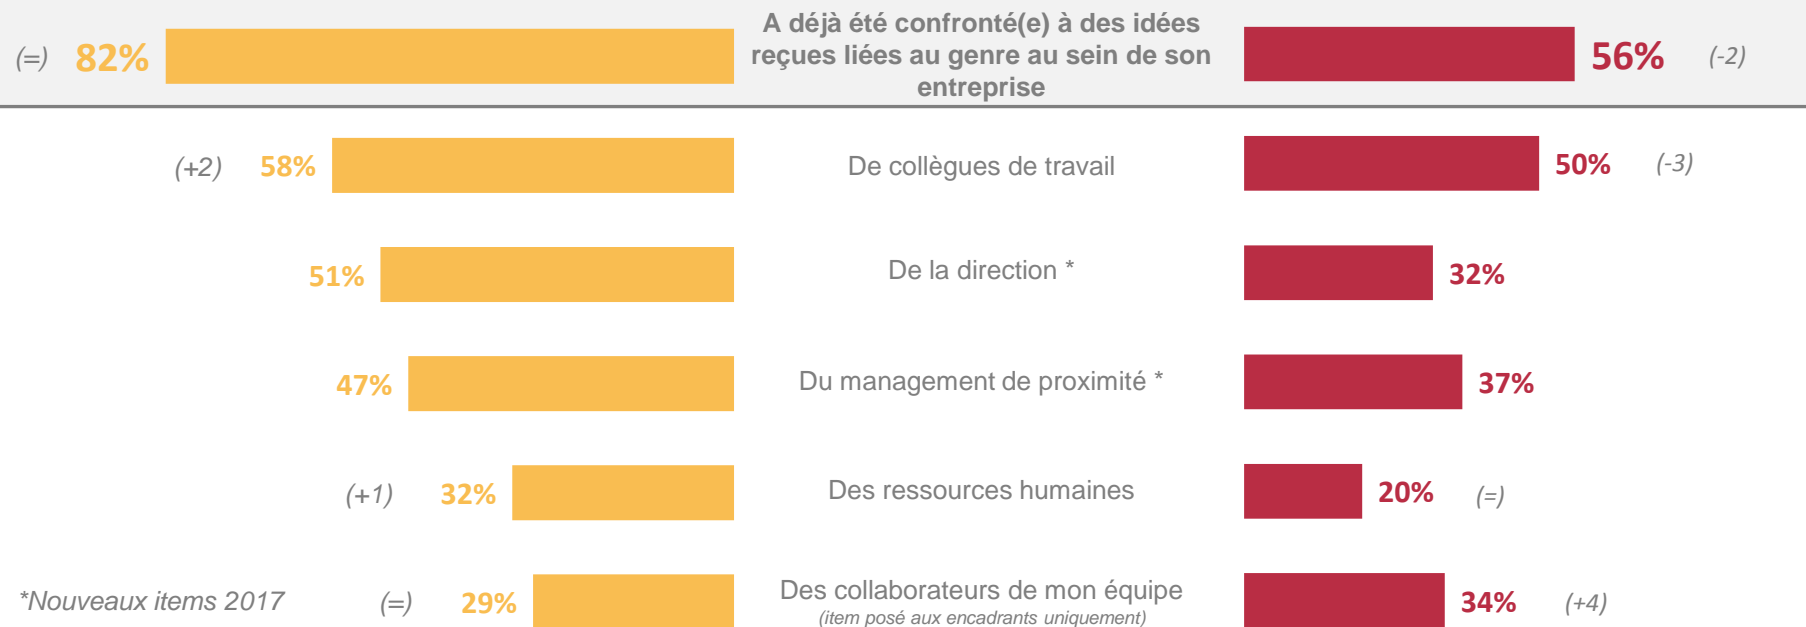 A déjà été confronté(e) à des idées
reçues liées au genre au sein de son
entreprise
(=) 82%
56% (-2)
(+2) 58% De collègues de travail 50% (-3)
51% De la direction * 32%
47% Du management de proximité * 37%
(+1) 32% Des ressources humaines 20% (=)
*Nouveaux items 2017 (=) 29% Des collaborateurs de mon équipe 34% (+4)
(item posé aux encadrants uniquement)